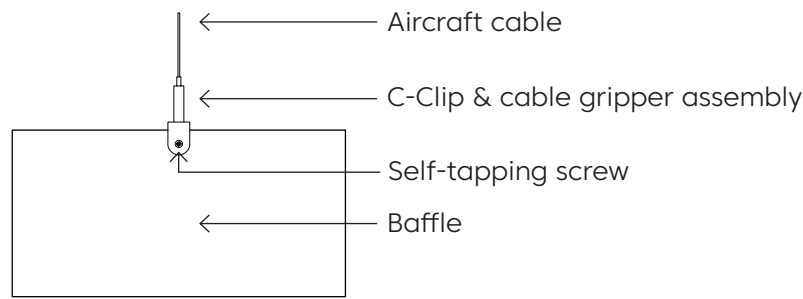 Aircraft cable
C-Clip & cable gripper assembly
Self-tapping screw
Baffle